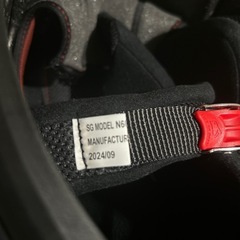 SG MODEL N6
MANUFACTUR
2024/09